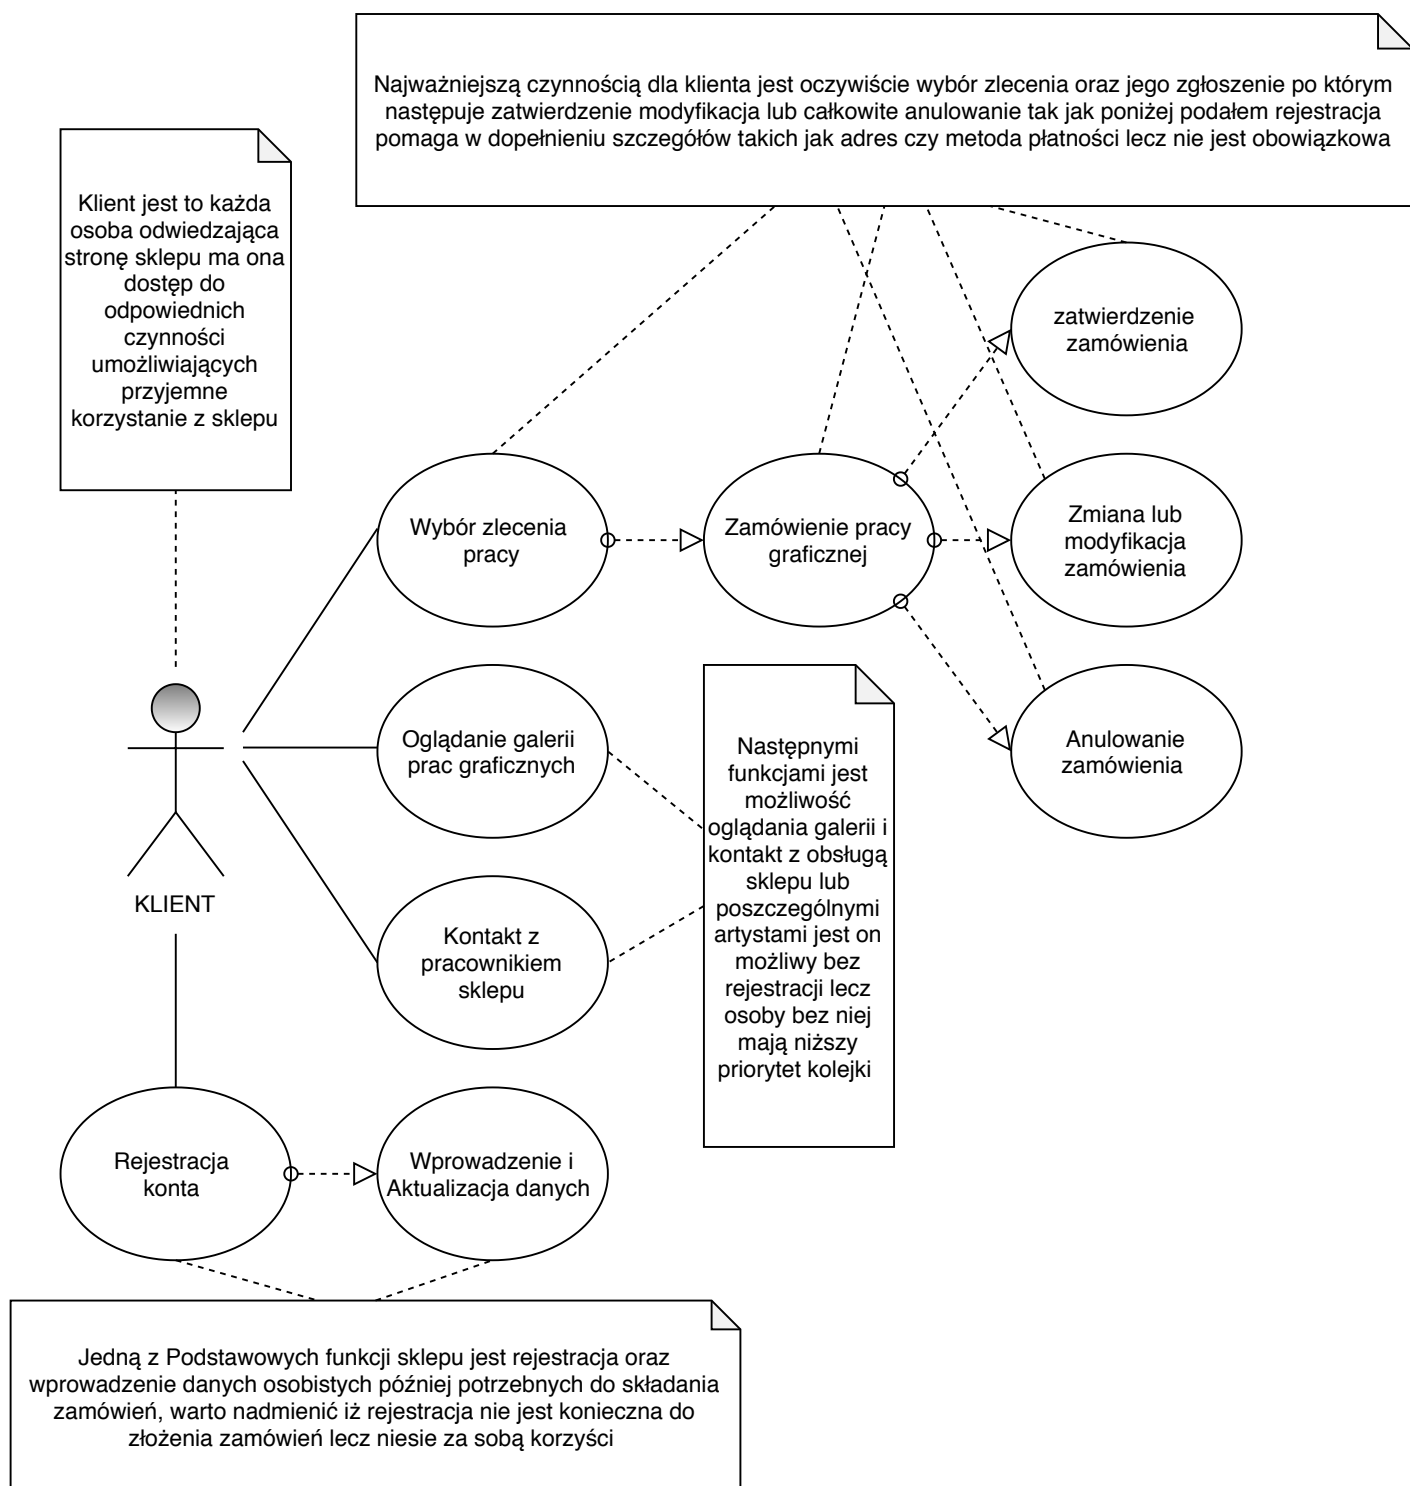 Najważniejszą czynnością dla klienta jest oczywiście wybór zlecenia oraz jego zgłoszenie po którym
następuje zatwierdzenie modyfikacja lub całkowite anulowanie tak jak poniżej podałem rejestracja
pomaga w dopełnieniu szczegółów takich jak adres czy metoda płatności lecz nie jest obowiązkowa
Klient jest to każda
osoba odwiedzająca
stronę sklepu ma ona
dostęp do
odpowiednich
czynności
umożliwiających
przyjemne
korzystanie z sklepu
zatwierdzenie
zamówienia
Wybór zlecenia
pracy
Zamówienie pracy
graficznej
Zmiana lub
modyfikacja
zamówienia
Oglądanie galerii
prac graficznych
Następnymi
funkcjami jest
możliwość
oglądania galerii i
kontakt z obsługą
sklepu lub
poszczególnymi
artystami jest on
możliwy bez
rejestracji lecz
osoby bez niej
mają niższy
priorytet kolejki
Anulowanie
zamówienia
KLIENT
Kontakt z
pracownikiem
sklepu
Rejestracja
konta
Wprowadzenie i
Aktualizacja danych
Jedną z Podstawowych funkcji sklepu jest rejestracja oraz
wprowadzenie danych osobistych później potrzebnych do składania
zamówień, warto nadmienić iż rejestracja nie jest konieczna do
złożenia zamówień lecz niesie za sobą korzyści